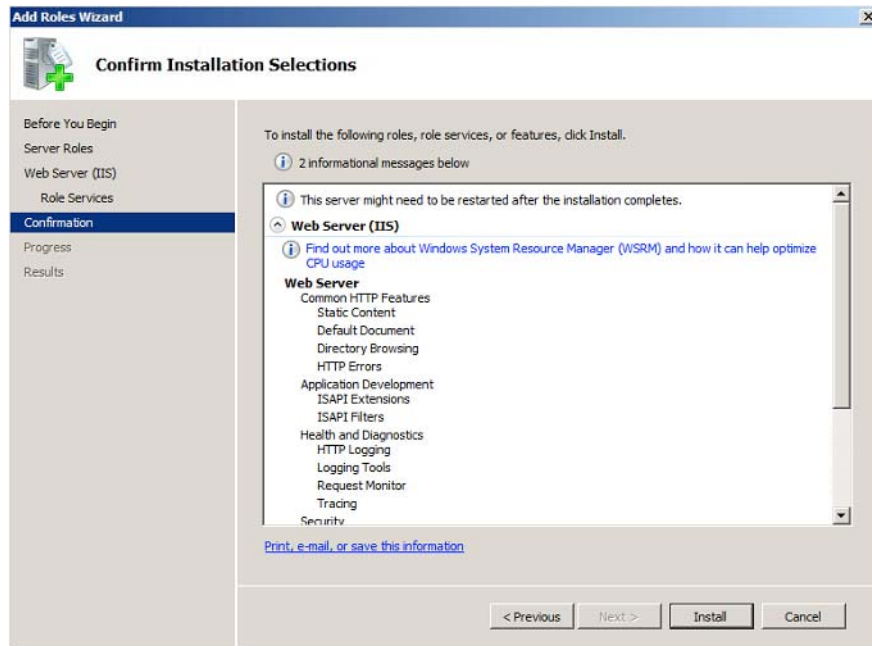 Add Roles Wizard
Confirm Installation Selections
Before You Begin
Server Roles
Web Server (IIS)
Role Services
Confirmation
Progress
Results
To install the following roles, role services, or features, click Install.
2 informational messages below
This server might need to be restarted after the installation completes.
Web Server (IIS)
Find out more about Windows System Resource Manager (WSRM) and how it can help optimize
CPU usage
Web Server
Common HTTP Features
Static Content
Default Document
Directory Browsing
HTTP Errors
Application Development
ISAPI Extensions
ISAPI Filters
Health and Diagnostics
HTTP Logging
Logging Tools
Request Monitor
Tracing
Security
Print, e-mail, or save this information
< Previous
Next >
Install
Cancel